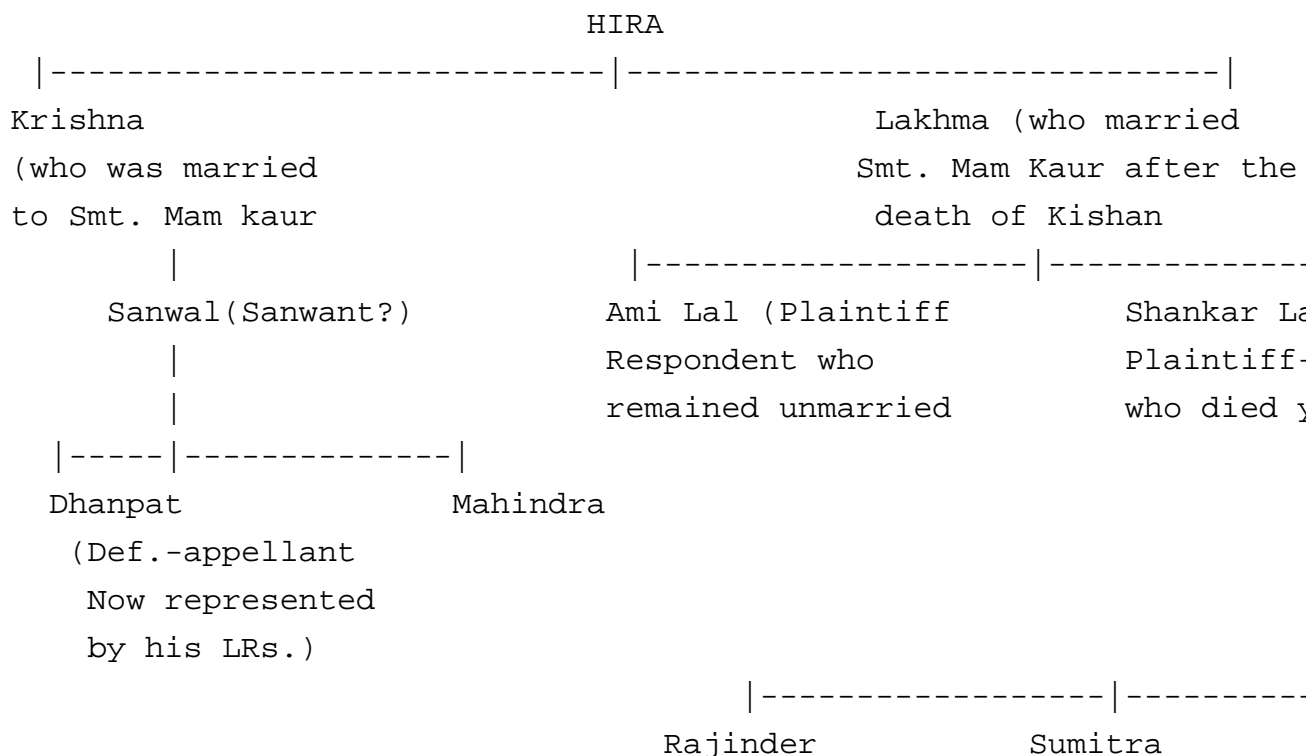 HIRA
|-----------------------------|-------------------------------|
Krishna Lakhma (who married
(who was married Smt. Mam Kaur after the
to Smt. Mam kaur death of Kishan
| |--------------------|--------------
Sanwal(Sanwant?) Ami Lal (Plaintiff Shankar
| Respondent who Plaintiff-
| remained unmarried who died
|-----|--------------|
Dhanpat Mahindra
(Def.-appellant
Now represented
by his LRs.)
|------------------|----------
Rajinder Sumitra